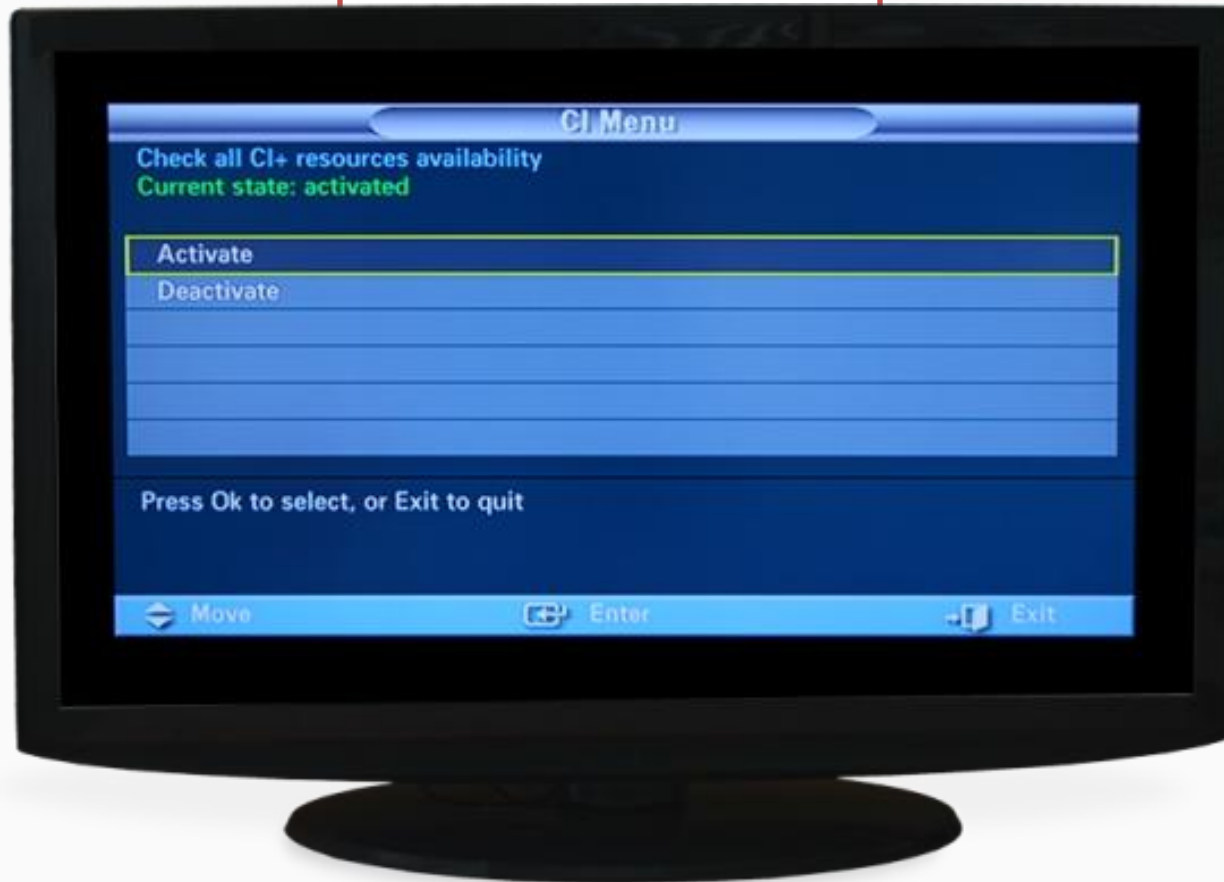 CI Menu
Check all CI+ resources availability
Current state: activated
Activate
Deactivate
Press Ok to select, or Exit to quit
Move Enter Exit